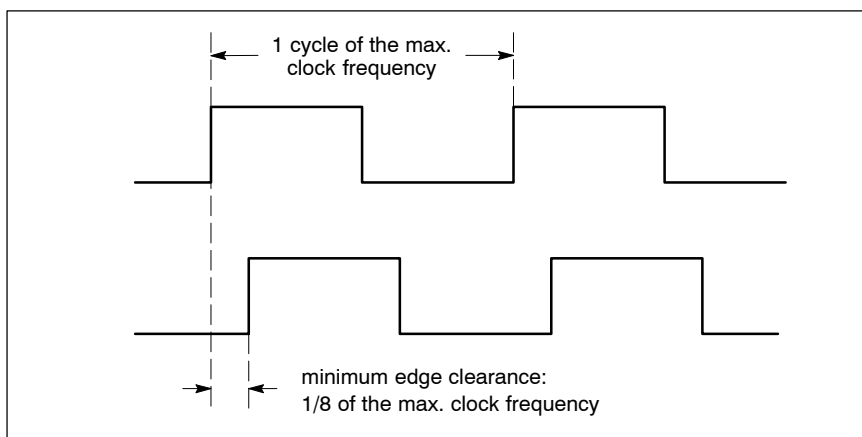 1 cycle of the max.
clock frequency
minimum edge clearance:
1/8 of the max. clock frequency